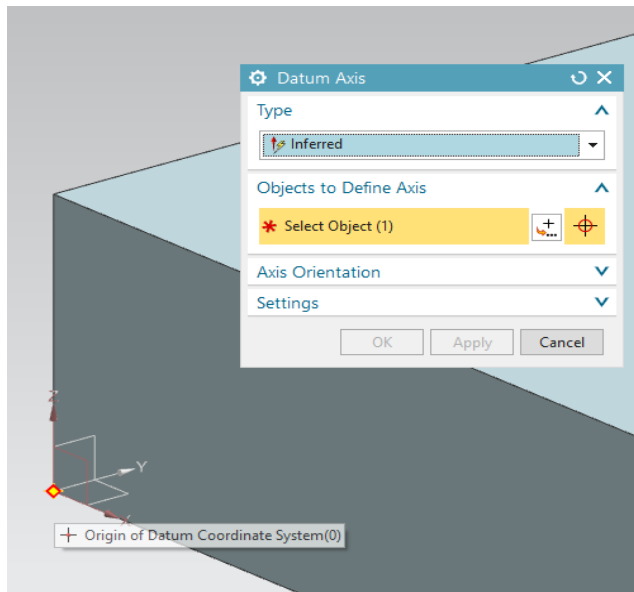 Datum Axis
Type
Inferred
Objects to Define Axis
* Select Object (1)
Axis Orientation
Settings
OK Apply Cancel
Z
Y
X
Origin of Datum Coordinate System(0)